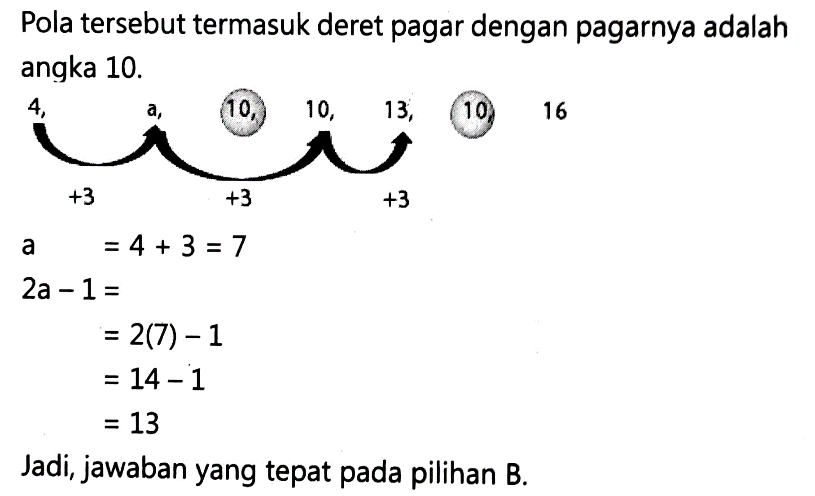 Pola tersebut termasuk deret pagar dengan pagarnya adalah
angka 10.
4, a, 10, 10, 13, 10, 16
+3 +3 +3
a = 4 + 3 = 7
2a – 1 =
= 2(7) – 1
= 14 – 1
= 13
Jadi, jawaban yang tepat pada pilihan B.